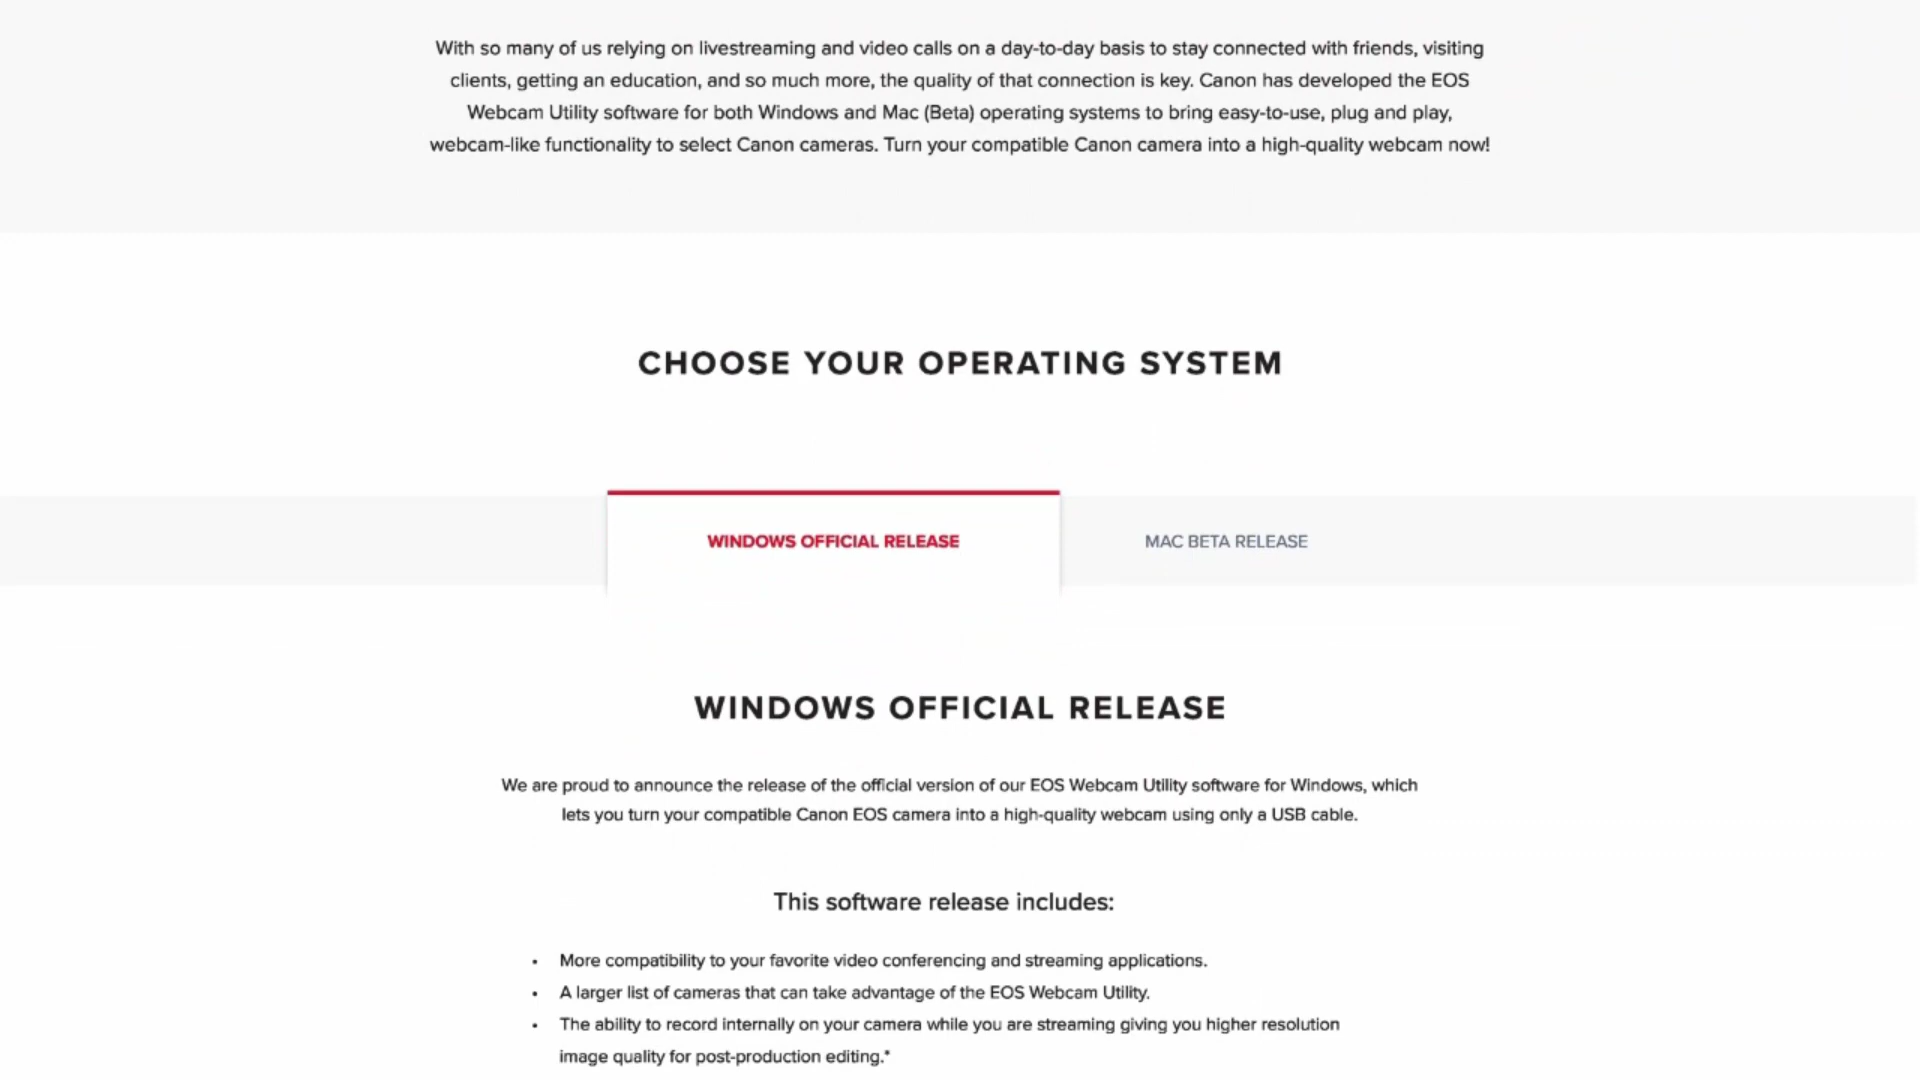 With so many of us relying on livestreaming and video calls on a day-to-day basis to stay connected with friends, visiting
clients, getting an education, and so much more, the quality of that connection is key. Canon has developed the EOS
Webcam Utility software for both Windows and Mac (Beta) operating systems to bring easy-to-use, plug and play,
webcam-like functionality to select Canon cameras. Turn your compatible Canon camera into a high-quality webcam now!
CHOOSE YOUR OPERATING SYSTEM
WINDOWS OFFICIAL RELEASE
MAC BETA RELEASE
WINDOWS OFFICIAL RELEASE
We are proud to announce the release of the official version of our EOS Webcam Utility software for Windows, which
lets you turn your compatible Canon EOS camera into a high-quality webcam using only a USB cable.
This software release includes:
• More compatibility to your favorite video conferencing and streaming applications.
• A larger list of cameras that can take advantage of the EOS Webcam Utility.
• The ability to record internally on your camera while you are streaming giving you higher resolution
image quality for post-production editing.*